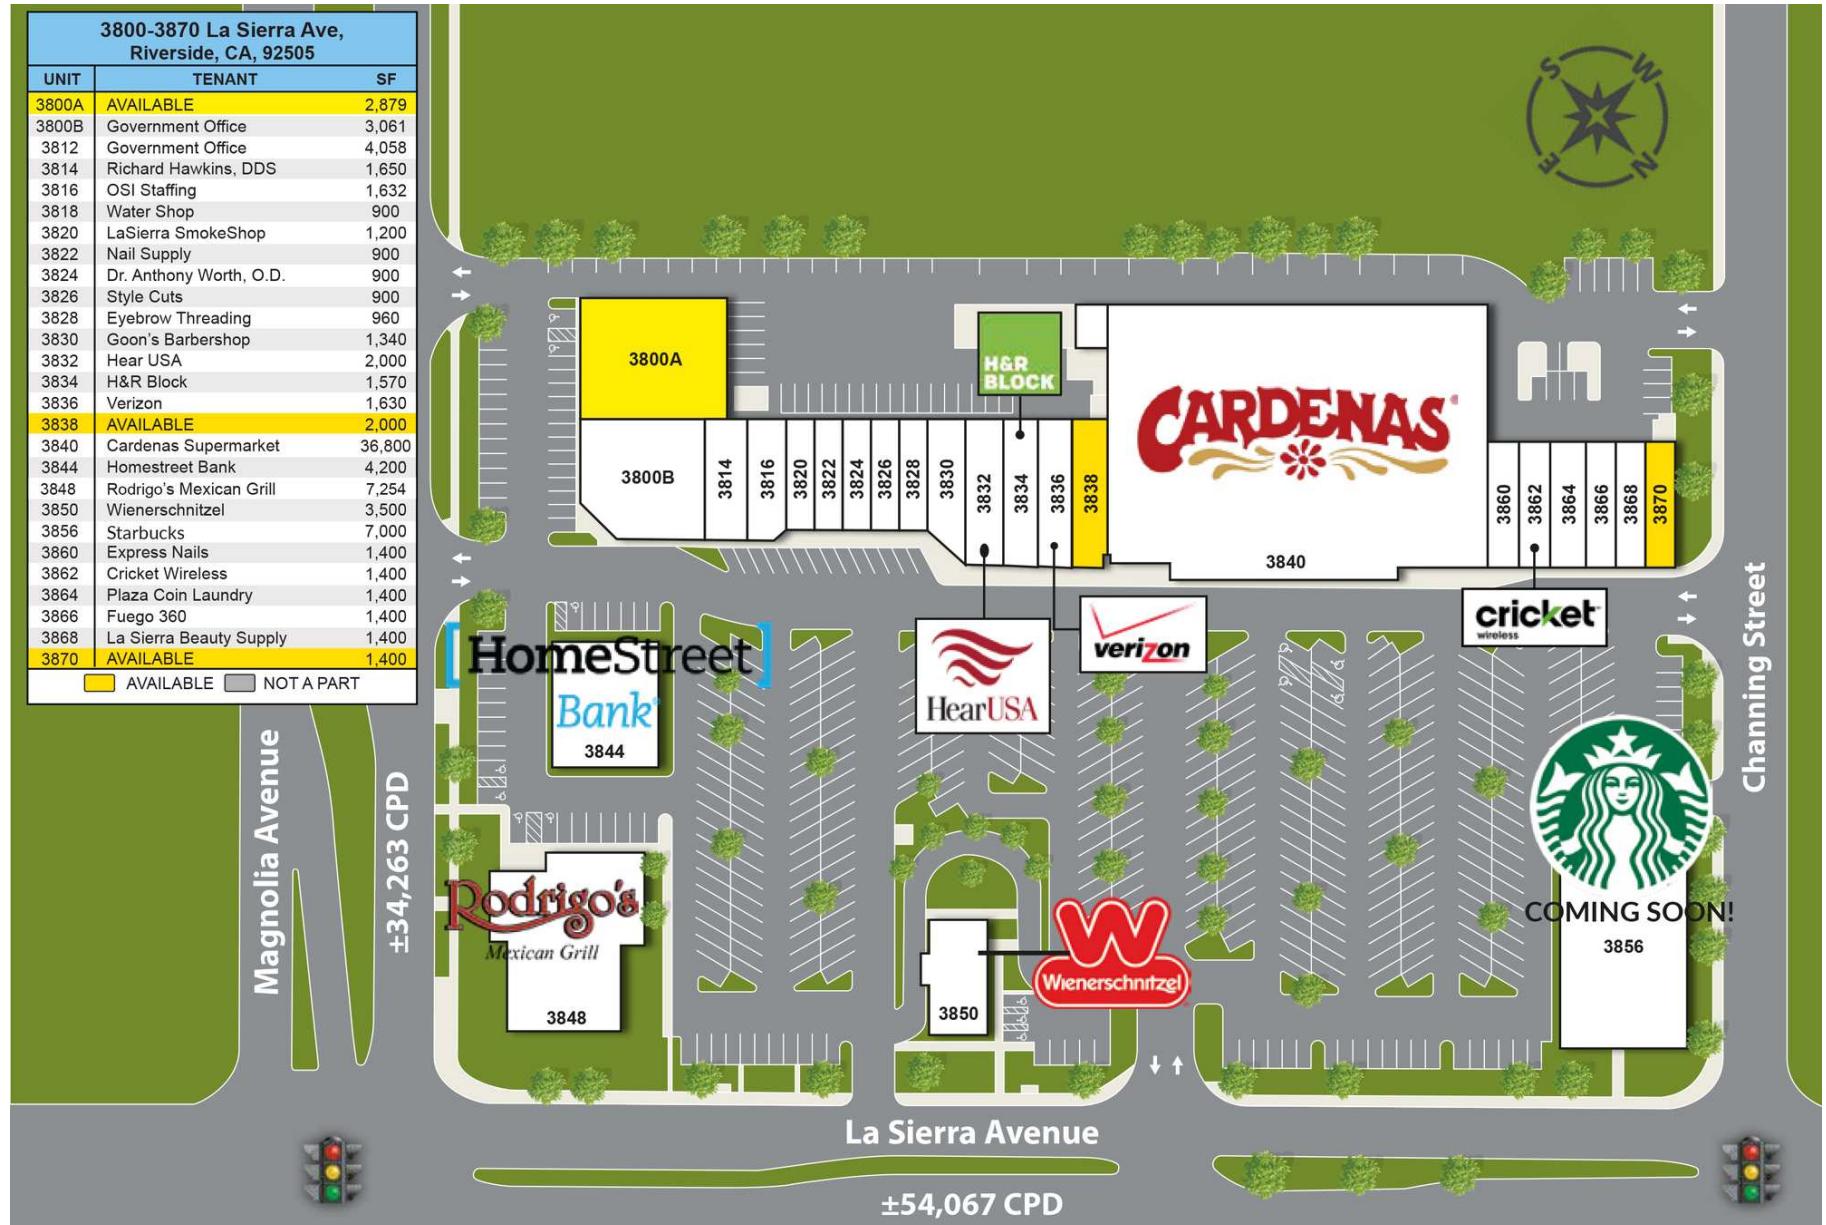 3800-3870 La Sierra Ave,
Riverside, CA, 92505
UNIT TENANT SF
3800A AVAILABLE 2,879
3800B Government Office 3,061
3812 Government Office 4,058
3814 Richard Hawkins, DDS 1,650
3816 OSI Staffing 1,632
3818 Water Shop 900
3820 LaSierra SmokeShop 1,200
3822 Nail Supply 900
3824 Dr. Anthony Worth, O.D. 900
3826 Style Cuts 900
3828 Eyebrow Threading 960
3830 Goon's Barbershop 1,340
3832 Hear USA 2,000
3834 H&R Block 1,570
3836 Verizon 1,630
3838 AVAILABLE 2,000
3840 Cardenas Supermarket 36,800
3844 Homestreet Bank 4,200
3848 Rodrigo's Mexican Grill 7,254
3850 Wienerschnitzel 3,500
3856 Starbucks 7,000
3860 Express Nails 1,400
3862 Cricket Wireless 1,400
3864 Plaza Coin Laundry 1,400
3866 Fuego 360 1,400
3868 La Sierra Beauty Supply 1,400
3870 AVAILABLE 1,400
AVAILABLE NOT A PART
S W
E N
3800A
H&R
BLOCK
CARDENAS
3800B 3814 3816 3820 3822 3824 3826 3828 3830 3832 3834 3836 3838
3840
3860 3862 3864 3866 3868 3870
HomeStreet
Bank
3844
HearUSA
verizon
cricket
wireless
Channing Street
Magnolia Avenue
±34,263 CPD
Rodrigo's
Mexican Grill
3848
W
Wienerschnitzel
3850
COMING SOON!
3856
La Sierra Avenue
±54,067 CPD